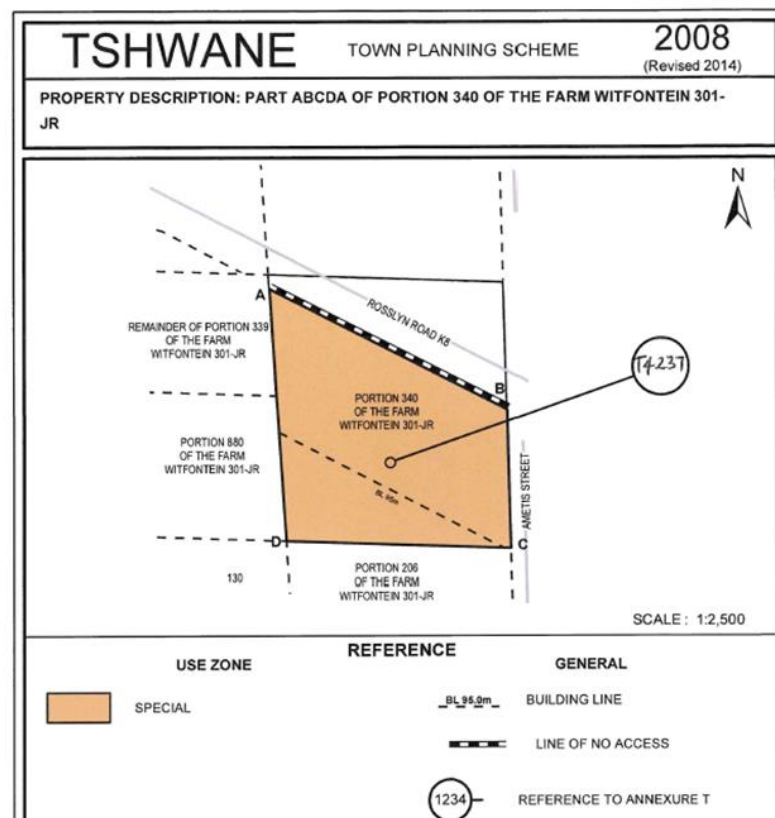 TSHWANE TOWN PLANNING SCHEME 2008
(Revised 2014)
PROPERTY DESCRIPTION: PART ABCDA OF PORTION 340 OF THE FARM WITFONTEIN 301-
JR
N
A
ROSSLYN ROAD K8
REMAINDER OF PORTION 339
OF THE FARM
WITFONTEIN 301-JR
T4237
B
PORTION 340
OF THE FARM
WITFONTEIN 301-JR
PORTION 880
OF THE FARM
WITFONTEIN 301-JR
AMETIS STREET
BL 95m
D
C
130
PORTION 206
OF THE FARM
WITFONTEIN 301-JR
SCALE : 1:2,500
REFERENCE
USE ZONE
GENERAL
SPECIAL
BL 95.0m BUILDING LINE
LINE OF NO ACCESS
1234 REFERENCE TO ANNEXURE T